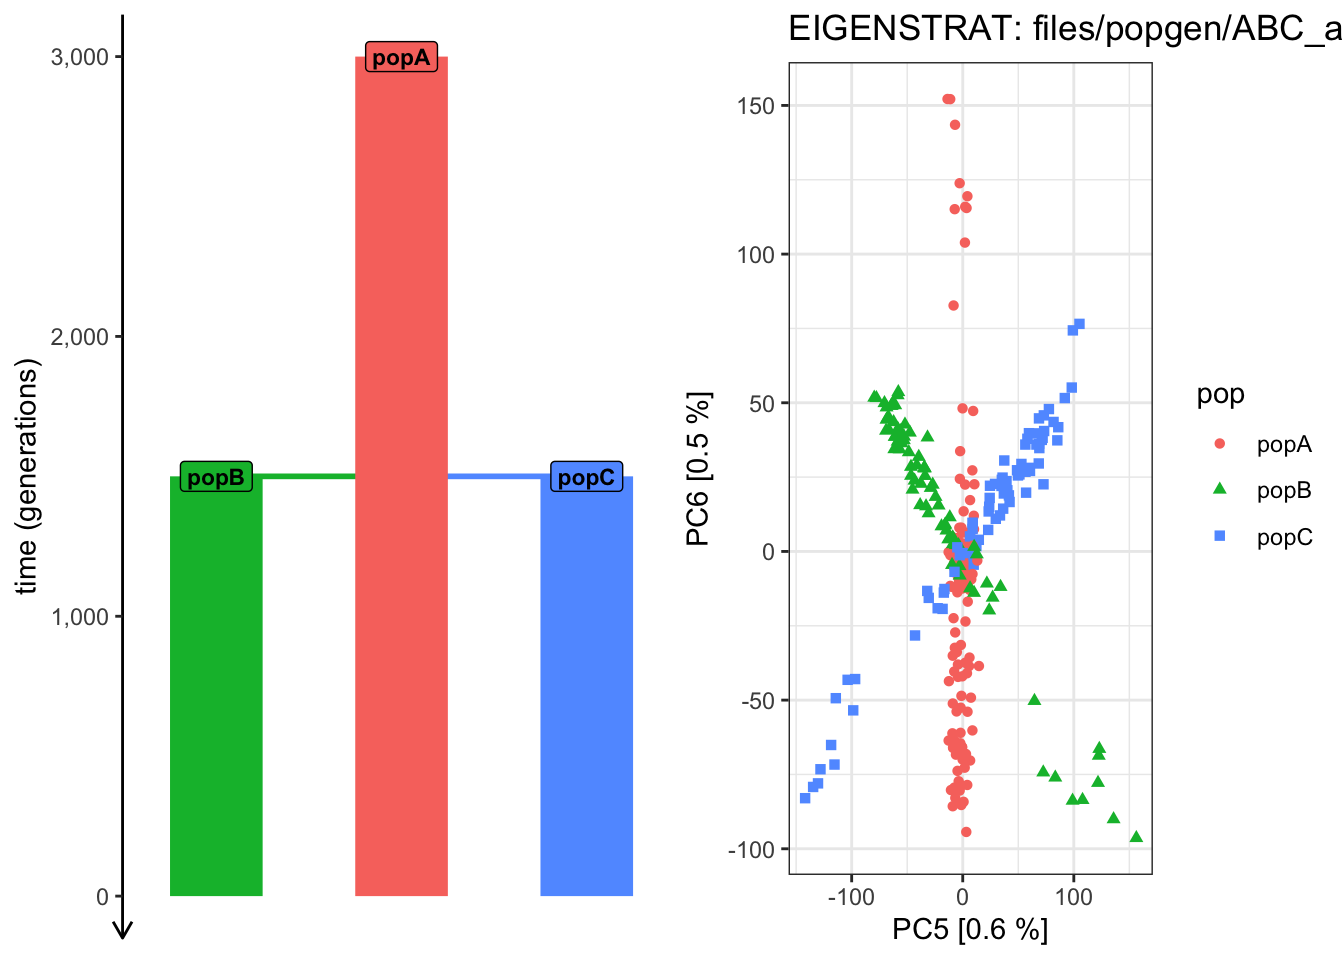 3,000
2,000
1,000
0
time (generations)
popA
popB
popC
EIGENSTRAT: files/popgen/ABC_a
150
100
50
0
-50
-100
PC6 [0.5 %]
-100 0 100
PC5 [0.6 %]
pop
popA
popB
popC